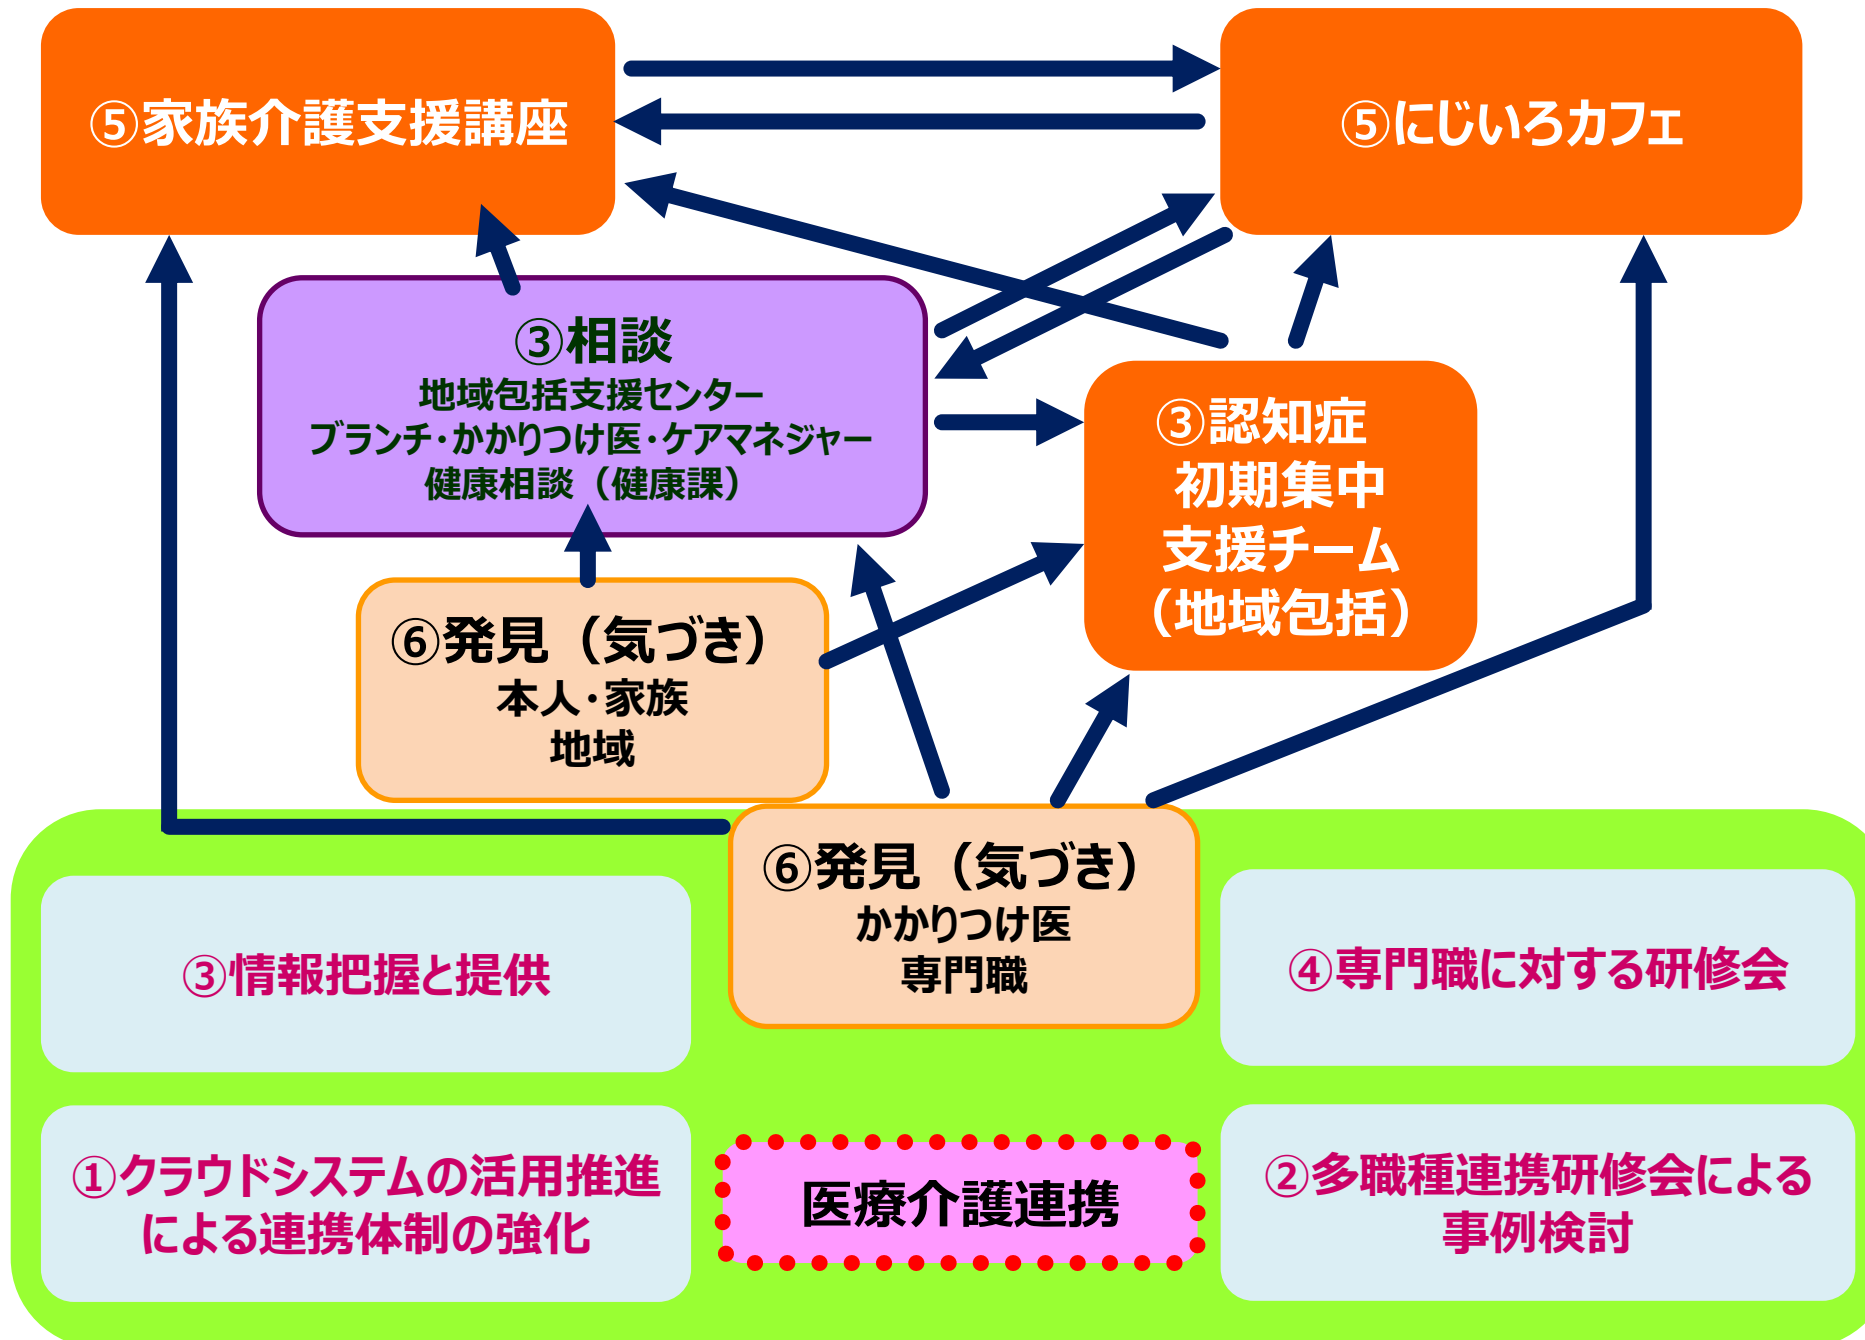 ⑤家族介護支援講座
⑤にじいろカフェ
③相談
地域包括支援センター
ブランチ・かかりつけ医・ケアマネジャー
健康相談（健康課）
③認知症
初期集中
支援チーム
（地域包括）
⑥発見（気づき）
本人・家族
地域
⑥発見（気づき）
かかりつけ医
専門職
③情報把握と提供
④専門職に対する研修会
①クラウドシステムの活用推進
による連携体制の強化
医療介護連携
②多職種連携研修会による
事例検討